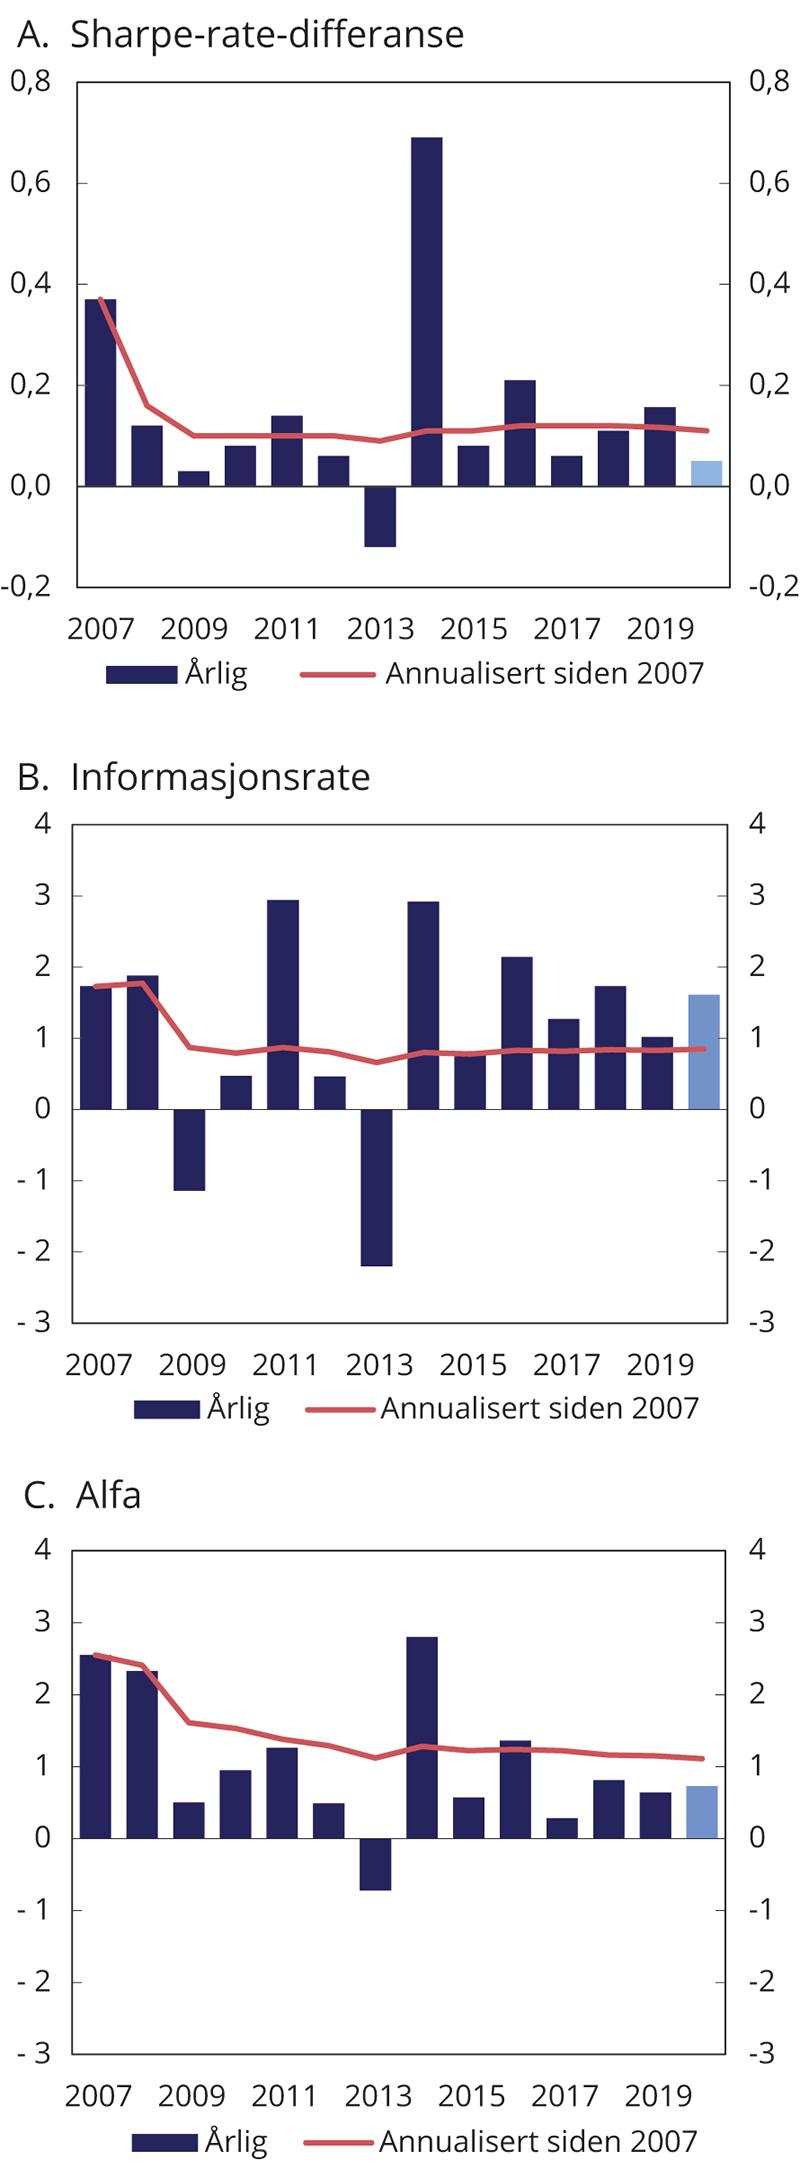 A. Sharpe-rate-differanse
0,8 0,8
0,6 0,6
0,4 0,4
0,2 0,2
0,0 0,0
-0,2 -0,2
2007 2009 2011 2013 2015 2017 2019
Årlig Annualisert siden 2007
B. Informasjonsrate
4 4
3 3
2 2
1 1
0 0
- 1 -1
- 2 -2
- 3 -3
2007 2009 2011 2013 2015 2017 2019
Årlig Annualisert siden 2007
C. Alfa
4 4
3 3
2 2
1 1
0 0
- 1 -1
- 2 -2
- 3 -3
2007 2009 2011 2013 2015 2017 2019
Årlig Annualisert siden 2007